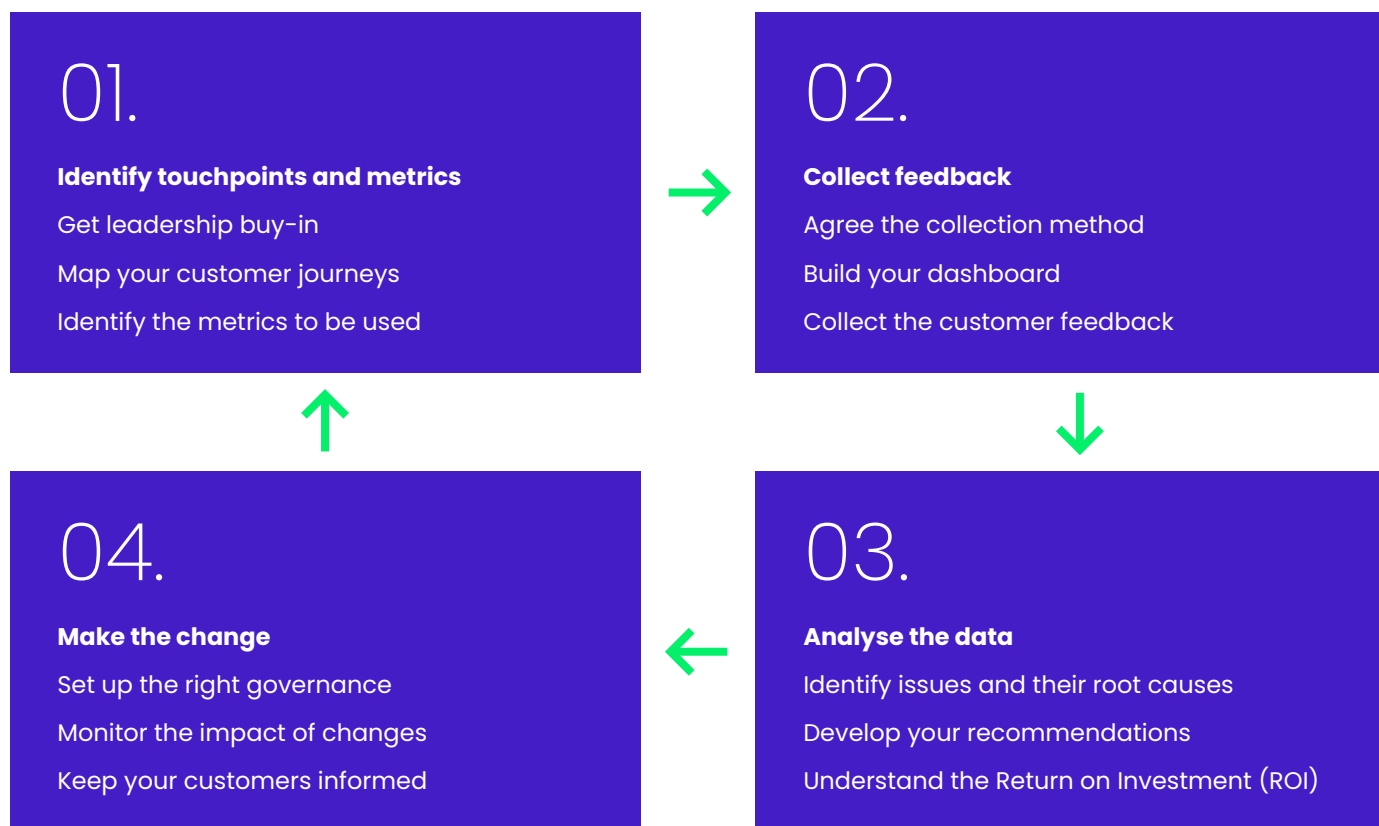 01.
Identify touchpoints and metrics
Get leadership buy-in
Map your customer journeys
Identify the metrics to be used
02.
Collect feedback
Agree the collection method
Build your dashboard
Collect the customer feedback
03.
Analyse the data
Identify issues and their root causes
Develop your recommendations
Understand the Return on Investment (ROI)
04.
Make the change
Set up the right governance
Monitor the impact of changes
Keep your customers informed